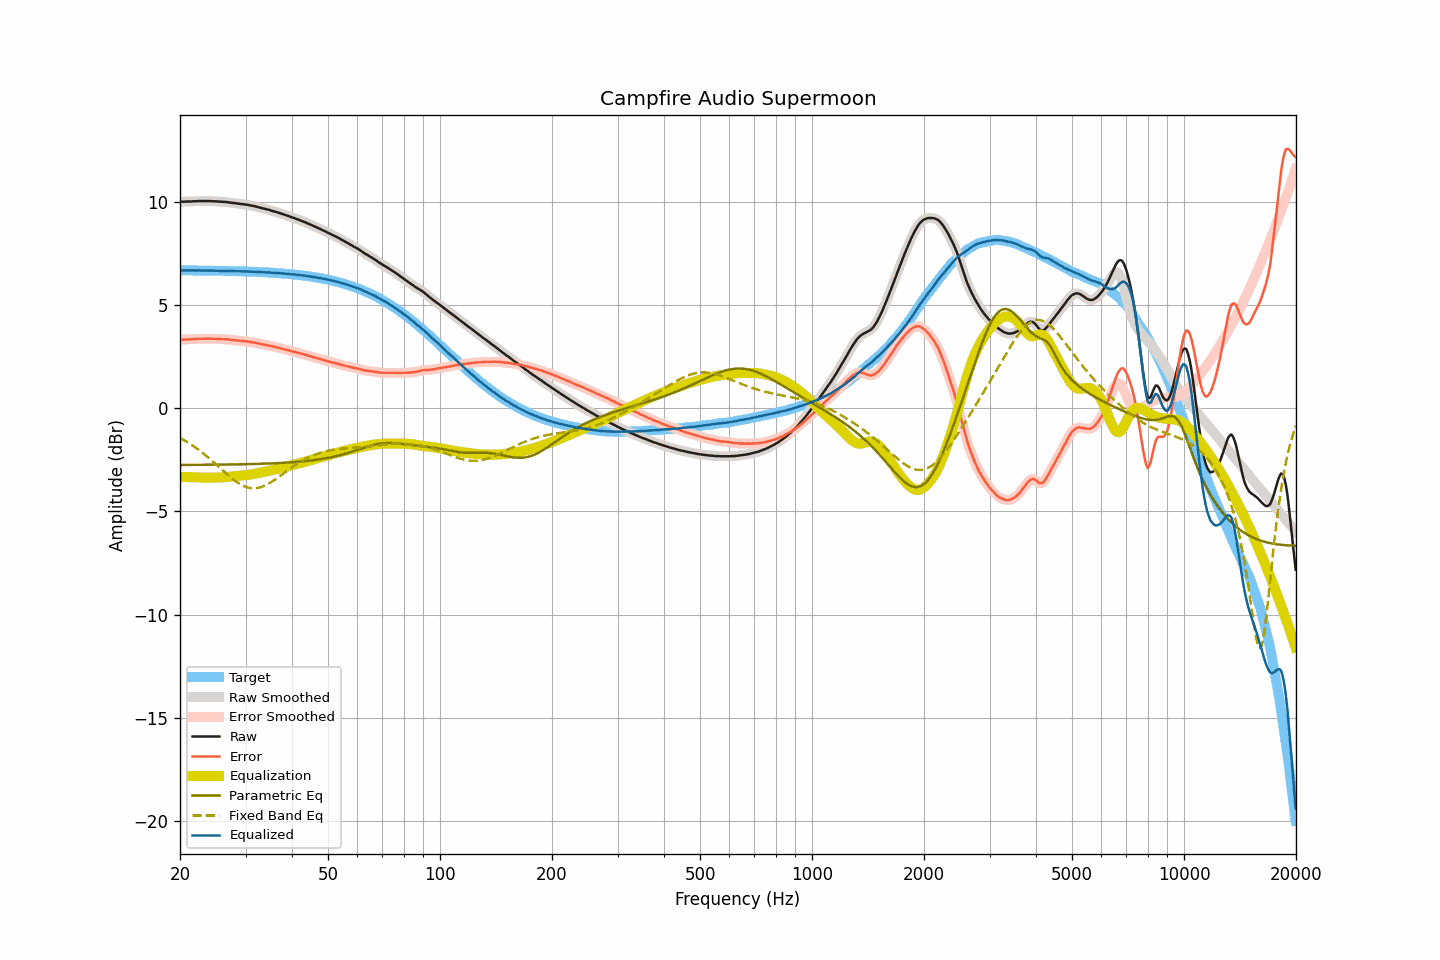 Campfire Audio Supermoon
Amplitude (dBr)
10
5
0
−5
−10
−15
−20
Target
Raw Smoothed
Error Smoothed
Raw
Error
Equalization
Parametric Eq
Fixed Band Eq
Equalized
20 50 100 200 500 1000 2000 5000 10000 20000
Frequency (Hz)